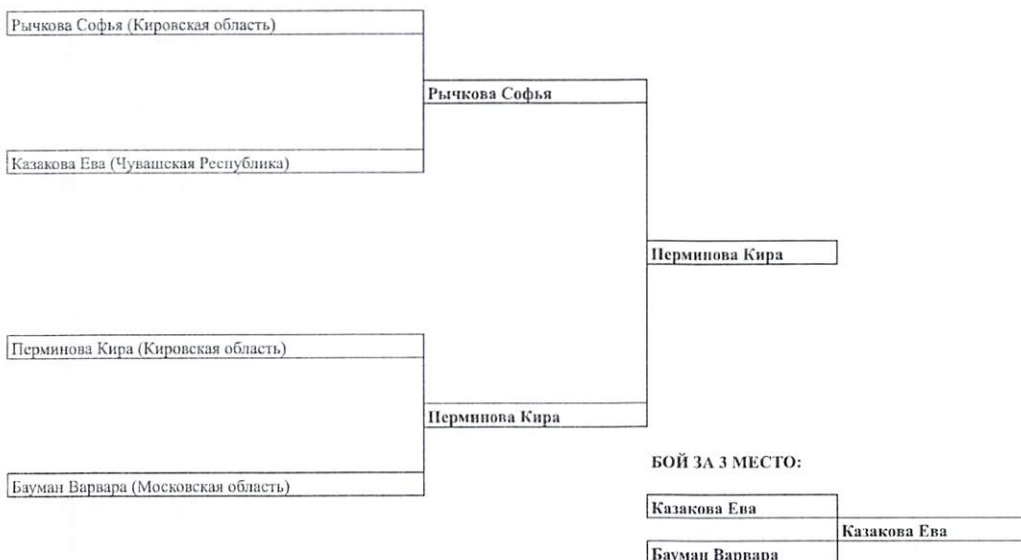 Рычкова Софья (Кировская область)
Рычкова Софья
Казакова Ева (Чувашская Республика)
Перминова Кира
Перминова Кира (Кировская область)
Перминова Кира
БОЙ ЗА 3 МЕСТО:
Бауман Варвара (Московская область)
Казакова Ева
Казакова Ева
Бауман Варвара